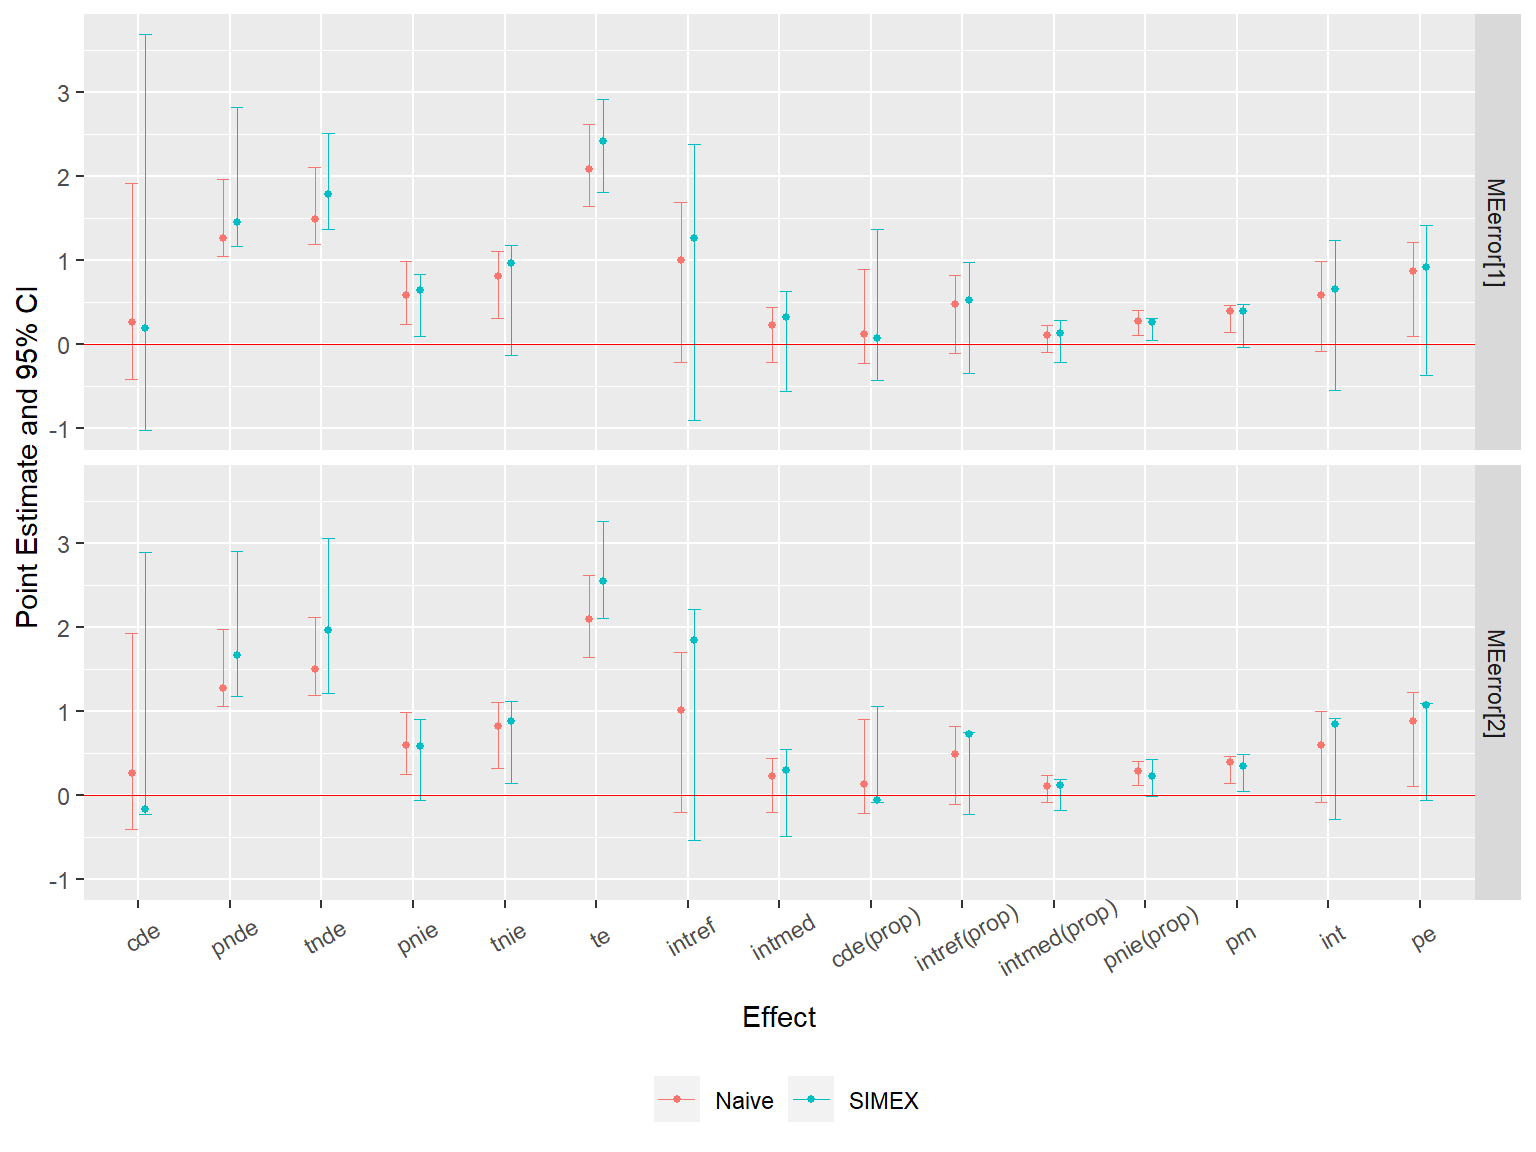 Point Estimate and 95% CI
3
2
1
0
-1
MEerror[1]
3
2
1
0
-1
MEerror[2]
cde
pnde
tnde
pnie
tnie
te
intref
intmed
cde(prop)
intref(prop)
intmed(prop)
pnie(prop)
pm
int
pe
Effect
Naive SIMEX